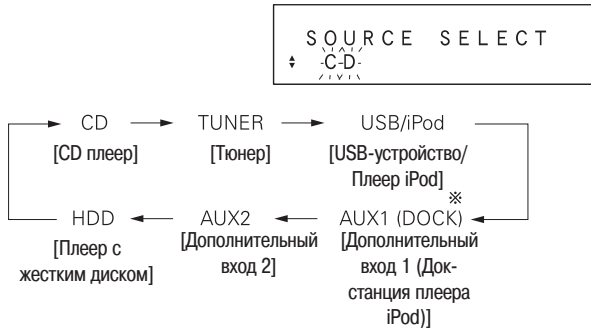 SOURCE SELECT
CD
CD → TUNER → USB/iPod
[CD плеер] [Тюнер] [USB-устройство/
Плеер iPod]
※
HDD ← AUX2 ← AUX1 (DOCK)
[Плеер с
жестким диском]
[Дополнительный
вход 2]
[Дополнительный
вход 1 (Док-
станция плеера
iPod)]